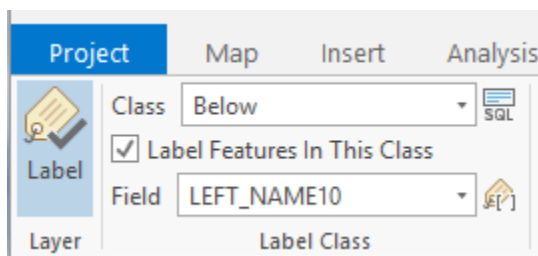 Project Map Insert Analysis
Class Below SQL
Label Features In This Class
Label
Field LEFT_NAME10
Layer Label Class